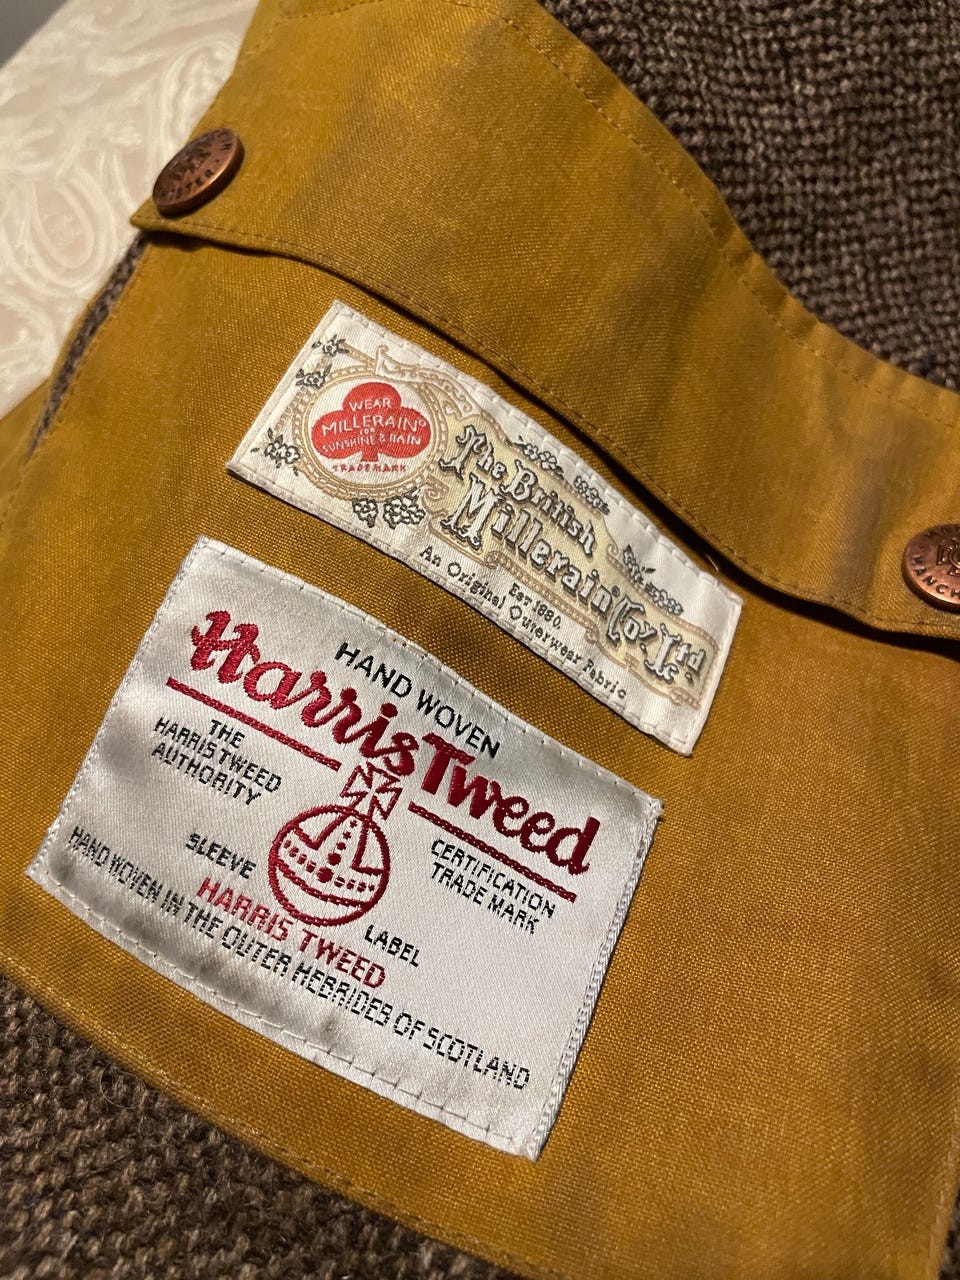 WEAR
MILLERAIN
FOR
SUNSHINE & RAIN
TRADEMARK
The British
Millerain Co. Ltd
Est 1880.
An Original Outerwear Fabric
HAND WOVEN
Harris Tweed
THE
HARRIS TWEED
AUTHORITY
CERTIFICATION
TRADE MARK
SLEEVE
LABEL
HARRIS TWEED
HAND WOVEN IN THE OUTER HEBRIDES OF SCOTLAND